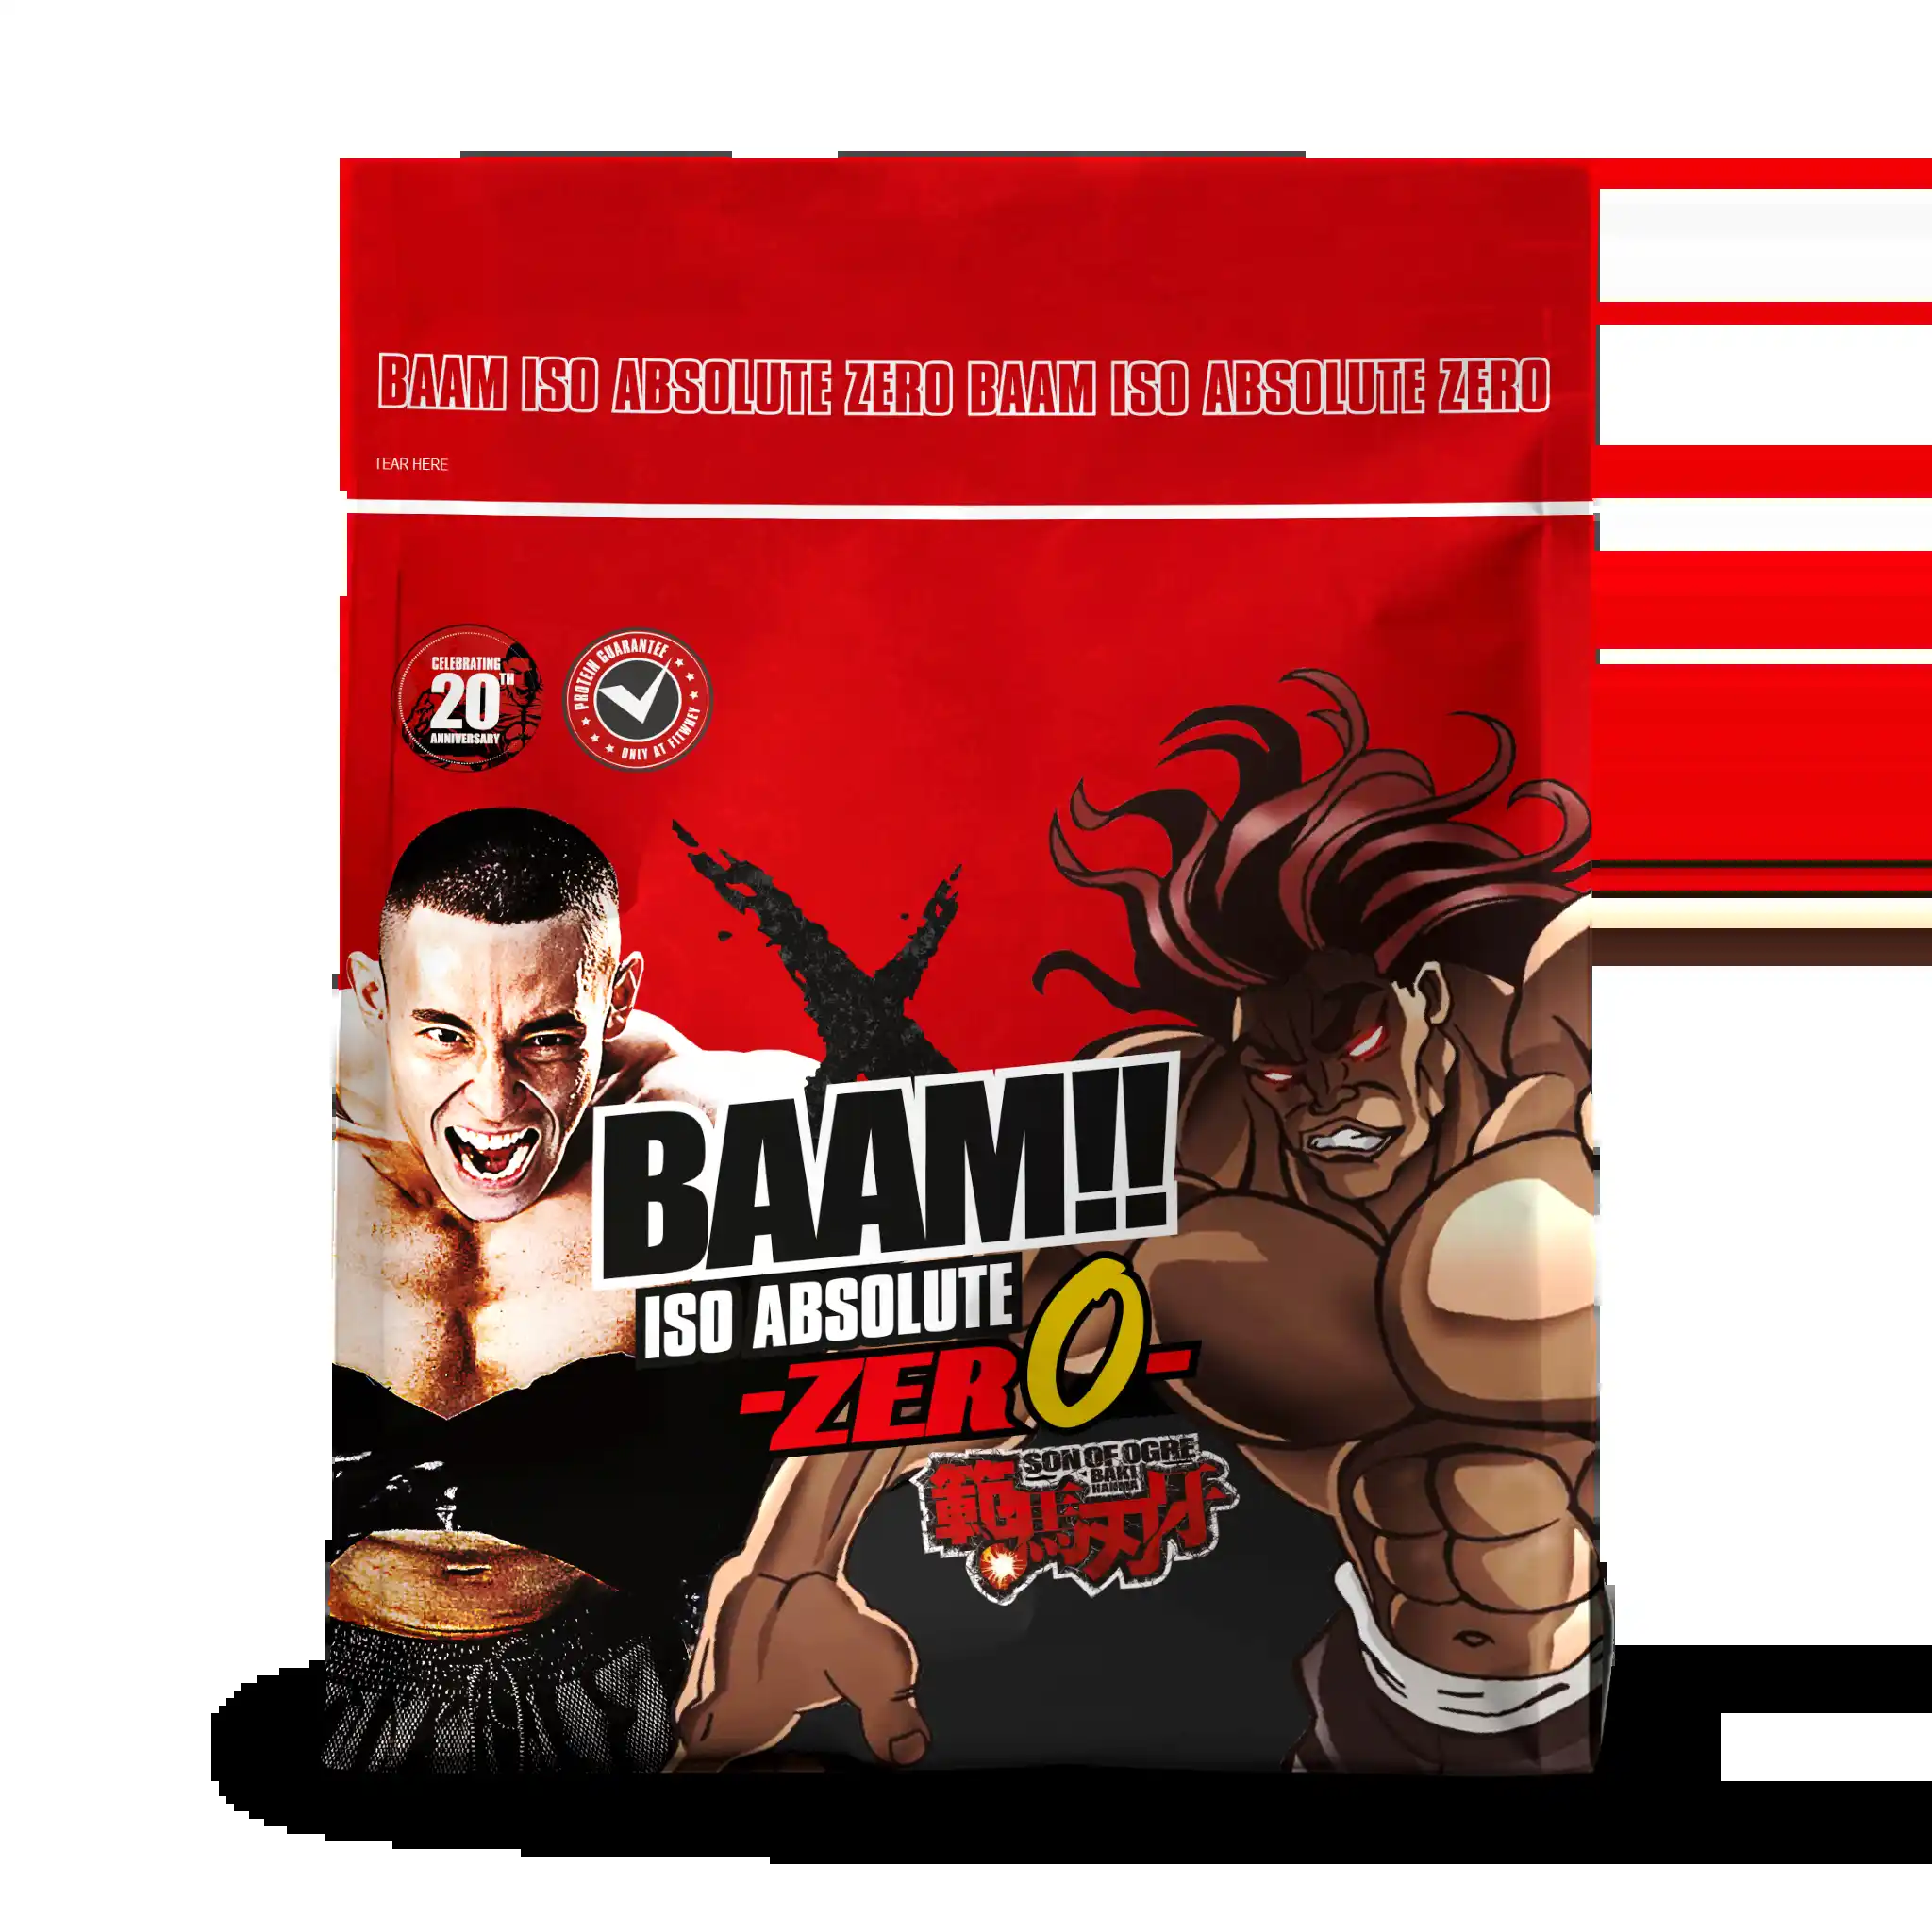 BAAM ISO ABSOLUTE ZERO BAAM ISO ABSOLUTE ZERO
TEAR HERE
CELEBRATING
20TH
ANNIVERSARY
PROTEIN GUARANTEE
ONLY AT FITWHEY
BAAM!!
ISO ABSOLUTE
-ZERO-
SON OF OGRE
BAKI
HANMA
範馬刃牙